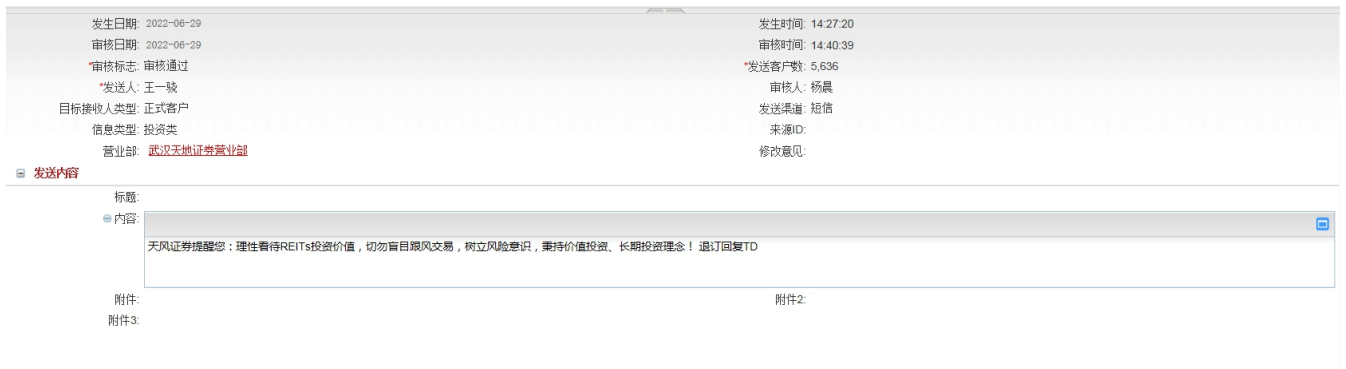 发生日期: 2022-06-29 发生时间: 14:27:20
审核日期: 2022-06-29 审核时间: 14:40:39
*审核标志: 审核通过 *发送客户数: 5,636
*发送人: 王一骁 审核人: 杨晨
目标接收人类型: 正式客户 发送渠道: 短信
信息类型: 投资类 来源ID:
营业部: 武汉天地证券营业部 修改意见:
发送内容
标题:
内容:
天风证券提醒您：理性看待REITs投资价值，切勿盲目跟风交易，树立风险意识，秉持价值投资、长期投资理念！ 退订回复TD
附件: 附件2:
附件3: